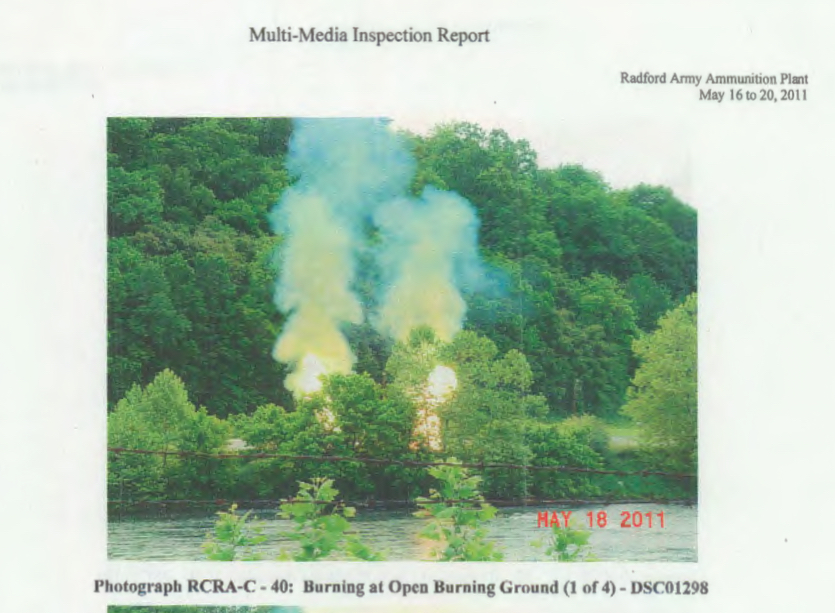 Multi-Media Inspection Report
Radford Army Ammunition Plant
May 16 to 20, 2011
MAY 18 2011
Photograph RCRA-C - 40: Burning at Open Burning Ground (1 of 4) - DSC01298